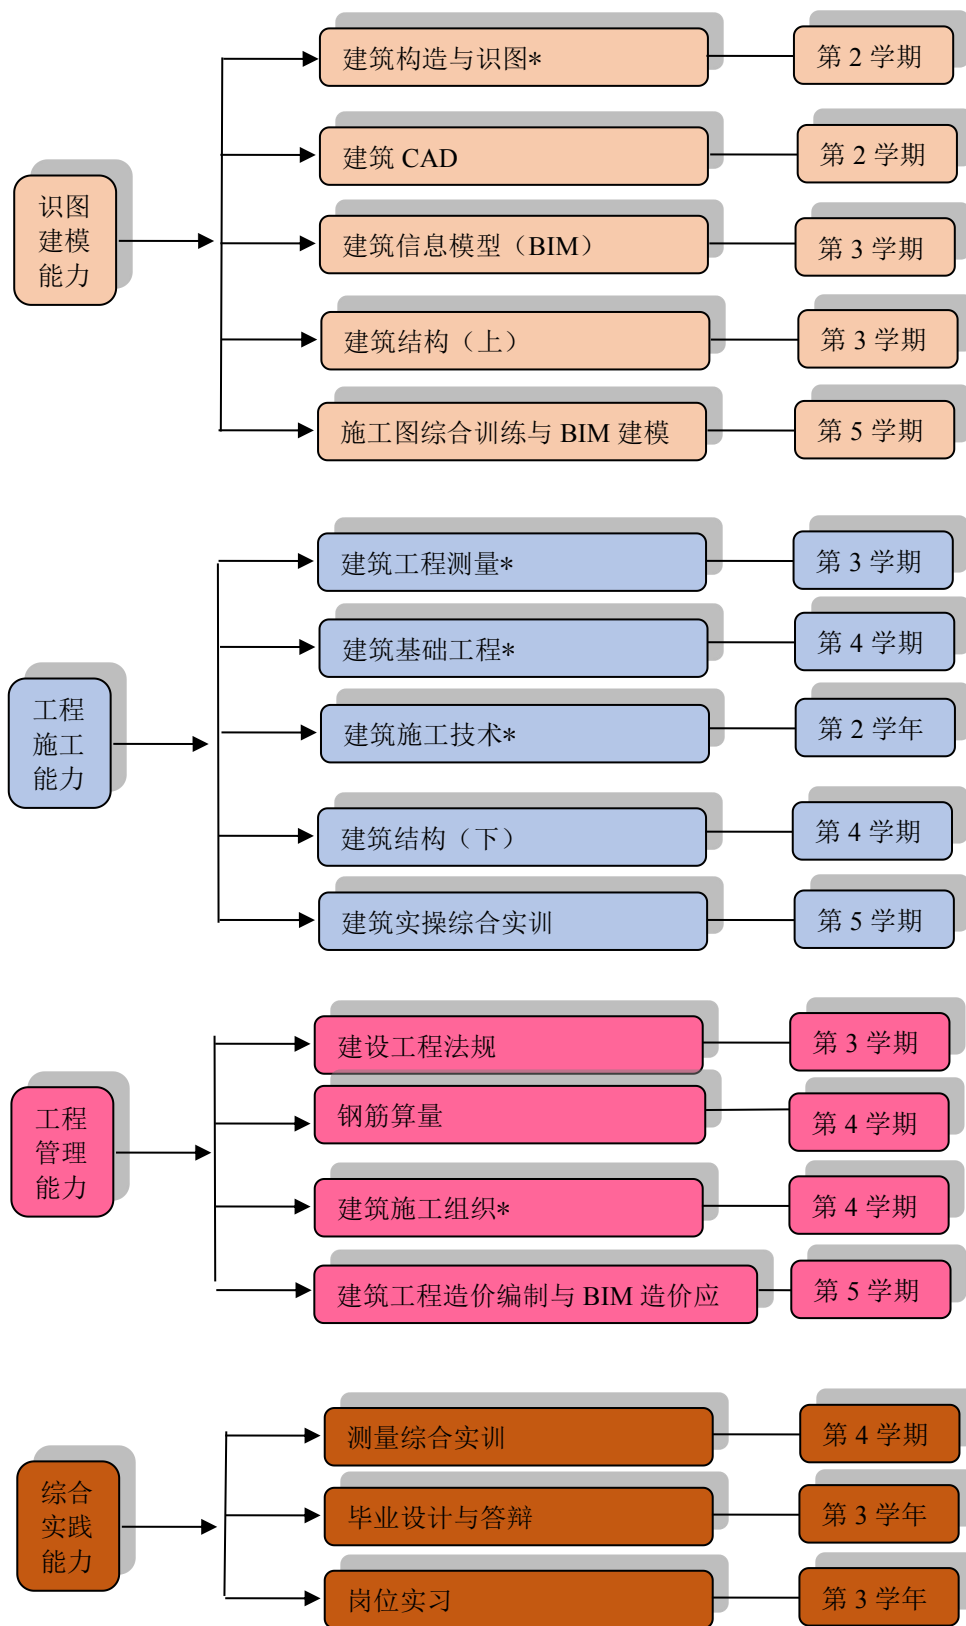 建筑构造与识图*
第 2 学期
建筑 CAD
第 2 学期
识图
建模
能力
建筑信息模型（BIM）
第 3 学期
建筑结构（上）
第 3 学期
施工图综合训练与 BIM 建模
第 5 学期
建筑工程测量*
第 3 学期
建筑基础工程*
第 4 学期
工程
施工
能力
建筑施工技术*
第 2 学年
建筑结构（下）
第 4 学期
建筑实操综合实训
第 5 学期
建设工程法规
第 3 学期
工程
管理
能力
钢筋算量
第 4 学期
建筑施工组织*
第 4 学期
建筑工程造价编制与 BIM 造价应
第 5 学期
测量综合实训
第 4 学期
综合
实践
能力
毕业设计与答辩
第 3 学年
岗位实习
第 3 学年